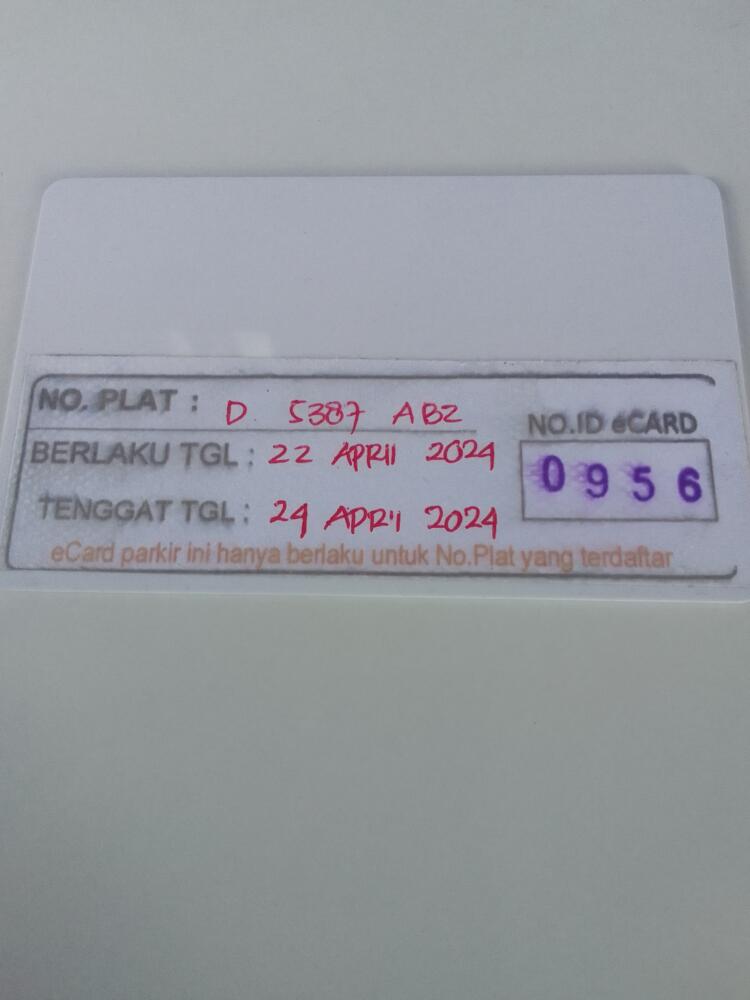 NO. PLAT : D. 5387 ABZ
BERLAKU TGL : 22 APRIL 2024
TENGGAT TGL : 24 APRIL 2024
NO.ID eCARD
0956
eCard parkir ini hanya berlaku untuk No.Plat yang terdaftar